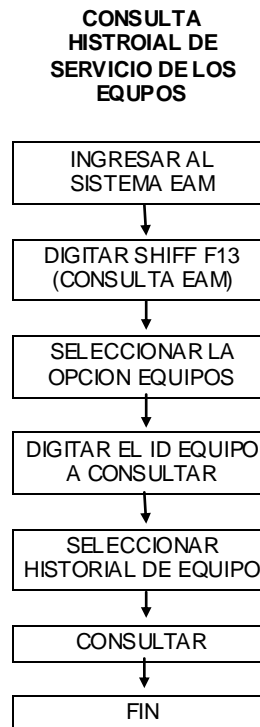 CONSULTA
HISTROIAL DE
SERVICIO DE LOS
EQUPOS
INGRESAR AL
SISTEMA EAM
DIGITAR SHIFF F13
(CONSULTA EAM)
SELECCIONAR LA
OPCION EQUIPOS
DIGITAR EL ID EQUIPO
A CONSULTAR
SELECCIONAR
HISTORIAL DE EQUIPO
CONSULTAR
FIN